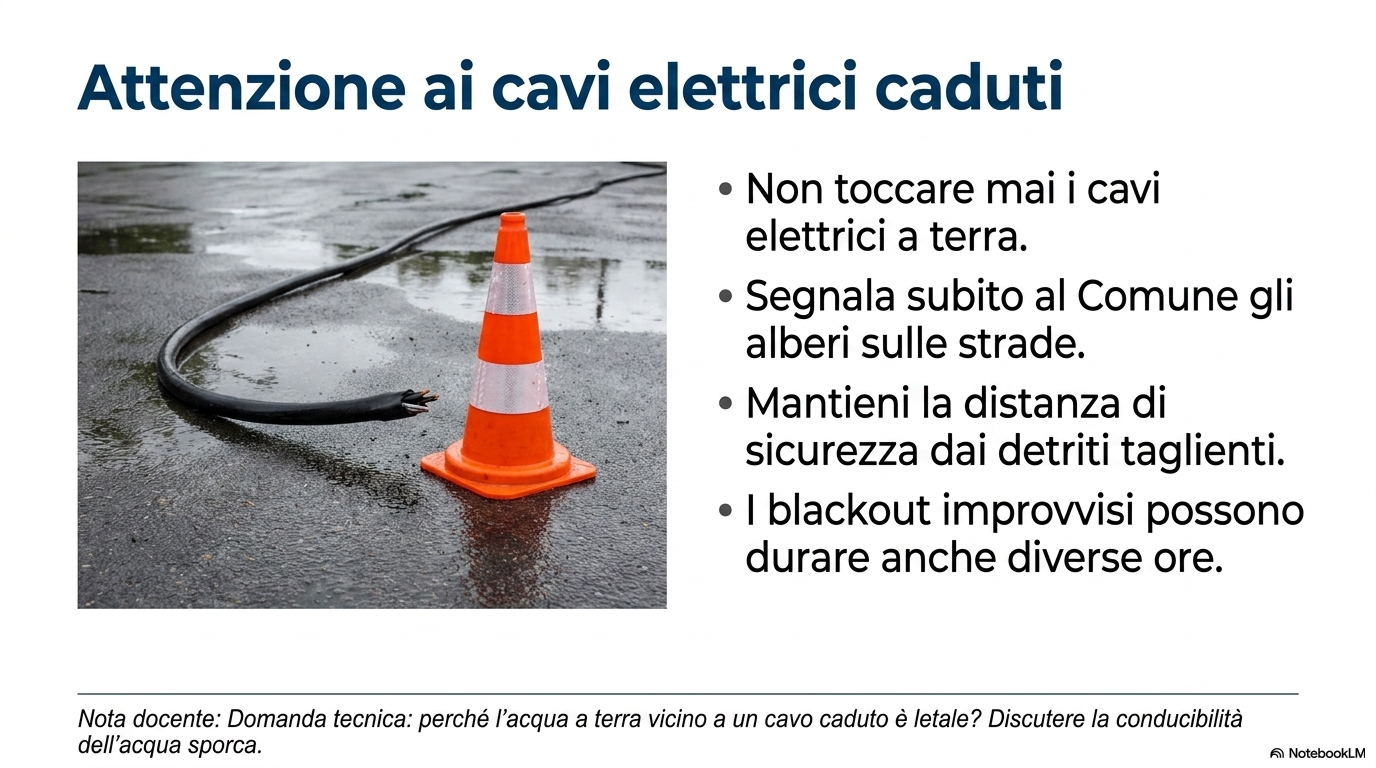 Attenzione ai cavi elettrici caduti
• Non toccare mai i cavi
elettrici a terra.
• Segnala subito al Comune gli
alberi sulle strade.
• Mantieni la distanza di
sicurezza dai detriti taglienti.
• I blackout improvvisi possono
durare anche diverse ore.
Nota docente: Domanda tecnica: perché l’acqua a terra vicino a un cavo caduto è letale? Discutere la conducibilità
dell’acqua sporca.
NotebookLM